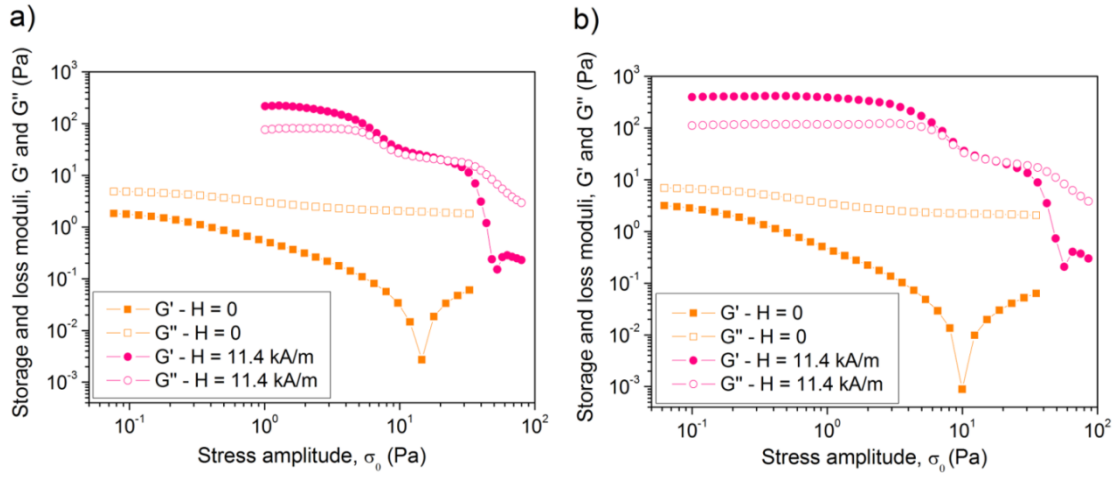 a)
Storage and loss moduli, G' and G'' (Pa)
10³
10²
10¹
10⁰
10⁻¹
10⁻²
10⁻³
G' - H = 0
G'' - H = 0
G' - H = 11.4 kA/m
G'' - H = 11.4 kA/m
10⁻¹ 10⁰ 10¹ 10²
Stress amplitude, σ₀ (Pa)
b)
Storage and loss moduli, G' and G'' (Pa)
10³
10²
10¹
10⁰
10⁻¹
10⁻²
10⁻³
G' - H = 0
G'' - H = 0
G' - H = 11.4 kA/m
G'' - H = 11.4 kA/m
10⁻¹ 10⁰ 10¹ 10²
Stress amplitude, σ₀ (Pa)